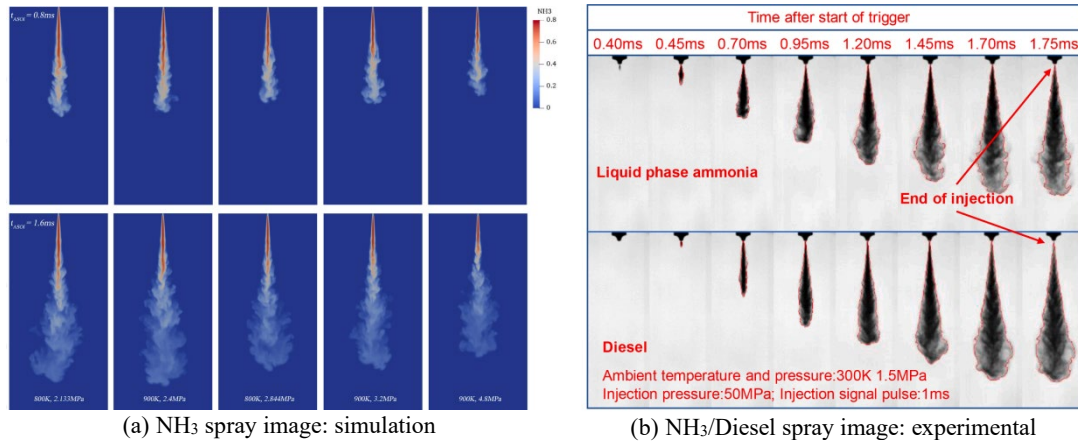 t_ASOI = 0.8ms
NH3
0.8
0.6
0.4
0.2
0
t_ASOI = 1.6ms
800K, 2.133MPa
900K, 2.4MPa
800K, 2.844MPa
900K, 3.2MPa
900K, 4.8MPa
(a) NH₃ spray image: simulation
Time after start of trigger
0.40ms 0.45ms 0.70ms 0.95ms 1.20ms 1.45ms 1.70ms 1.75ms
Liquid phase ammonia
End of injection
Diesel
Ambient temperature and pressure:300K 1.5MPa
Injection pressure:50MPa; Injection signal pulse:1ms
(b) NH₃/Diesel spray image: experimental